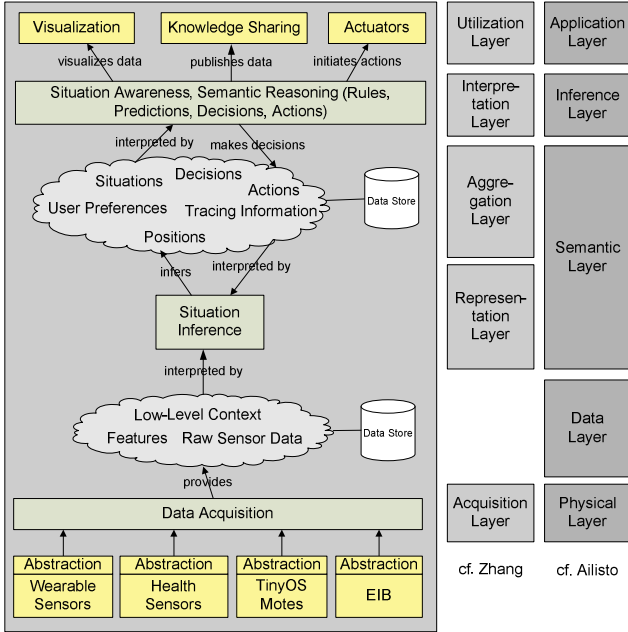 Visualization
Knowledge Sharing
Actuators
visualizes data
publishes data
initiates actions
Situation Awareness, Semantic Reasoning (Rules,
Predictions, Decisions, Actions)
interpreted by
makes decisions
Situations
Decisions
Actions
User Preferences
Tracing Information
Positions
Data Store
infers
interpreted by
Situation
Inference
interpreted by
Low-Level Context
Features
Raw Sensor Data
Data Store
provides
Data Acquisition
Abstraction
Wearable
Sensors
Abstraction
Health
Sensors
Abstraction
TinyOS
Motes
Abstraction
EIB
Utilization
Layer
Interpre-
tation
Layer
Aggre-
gation
Layer
Represen-
tation
Layer
Acquisition
Layer
cf. Zhang
Application
Layer
Inference
Layer
Semantic
Layer
Data
Layer
Physical
Layer
cf. Ailisto